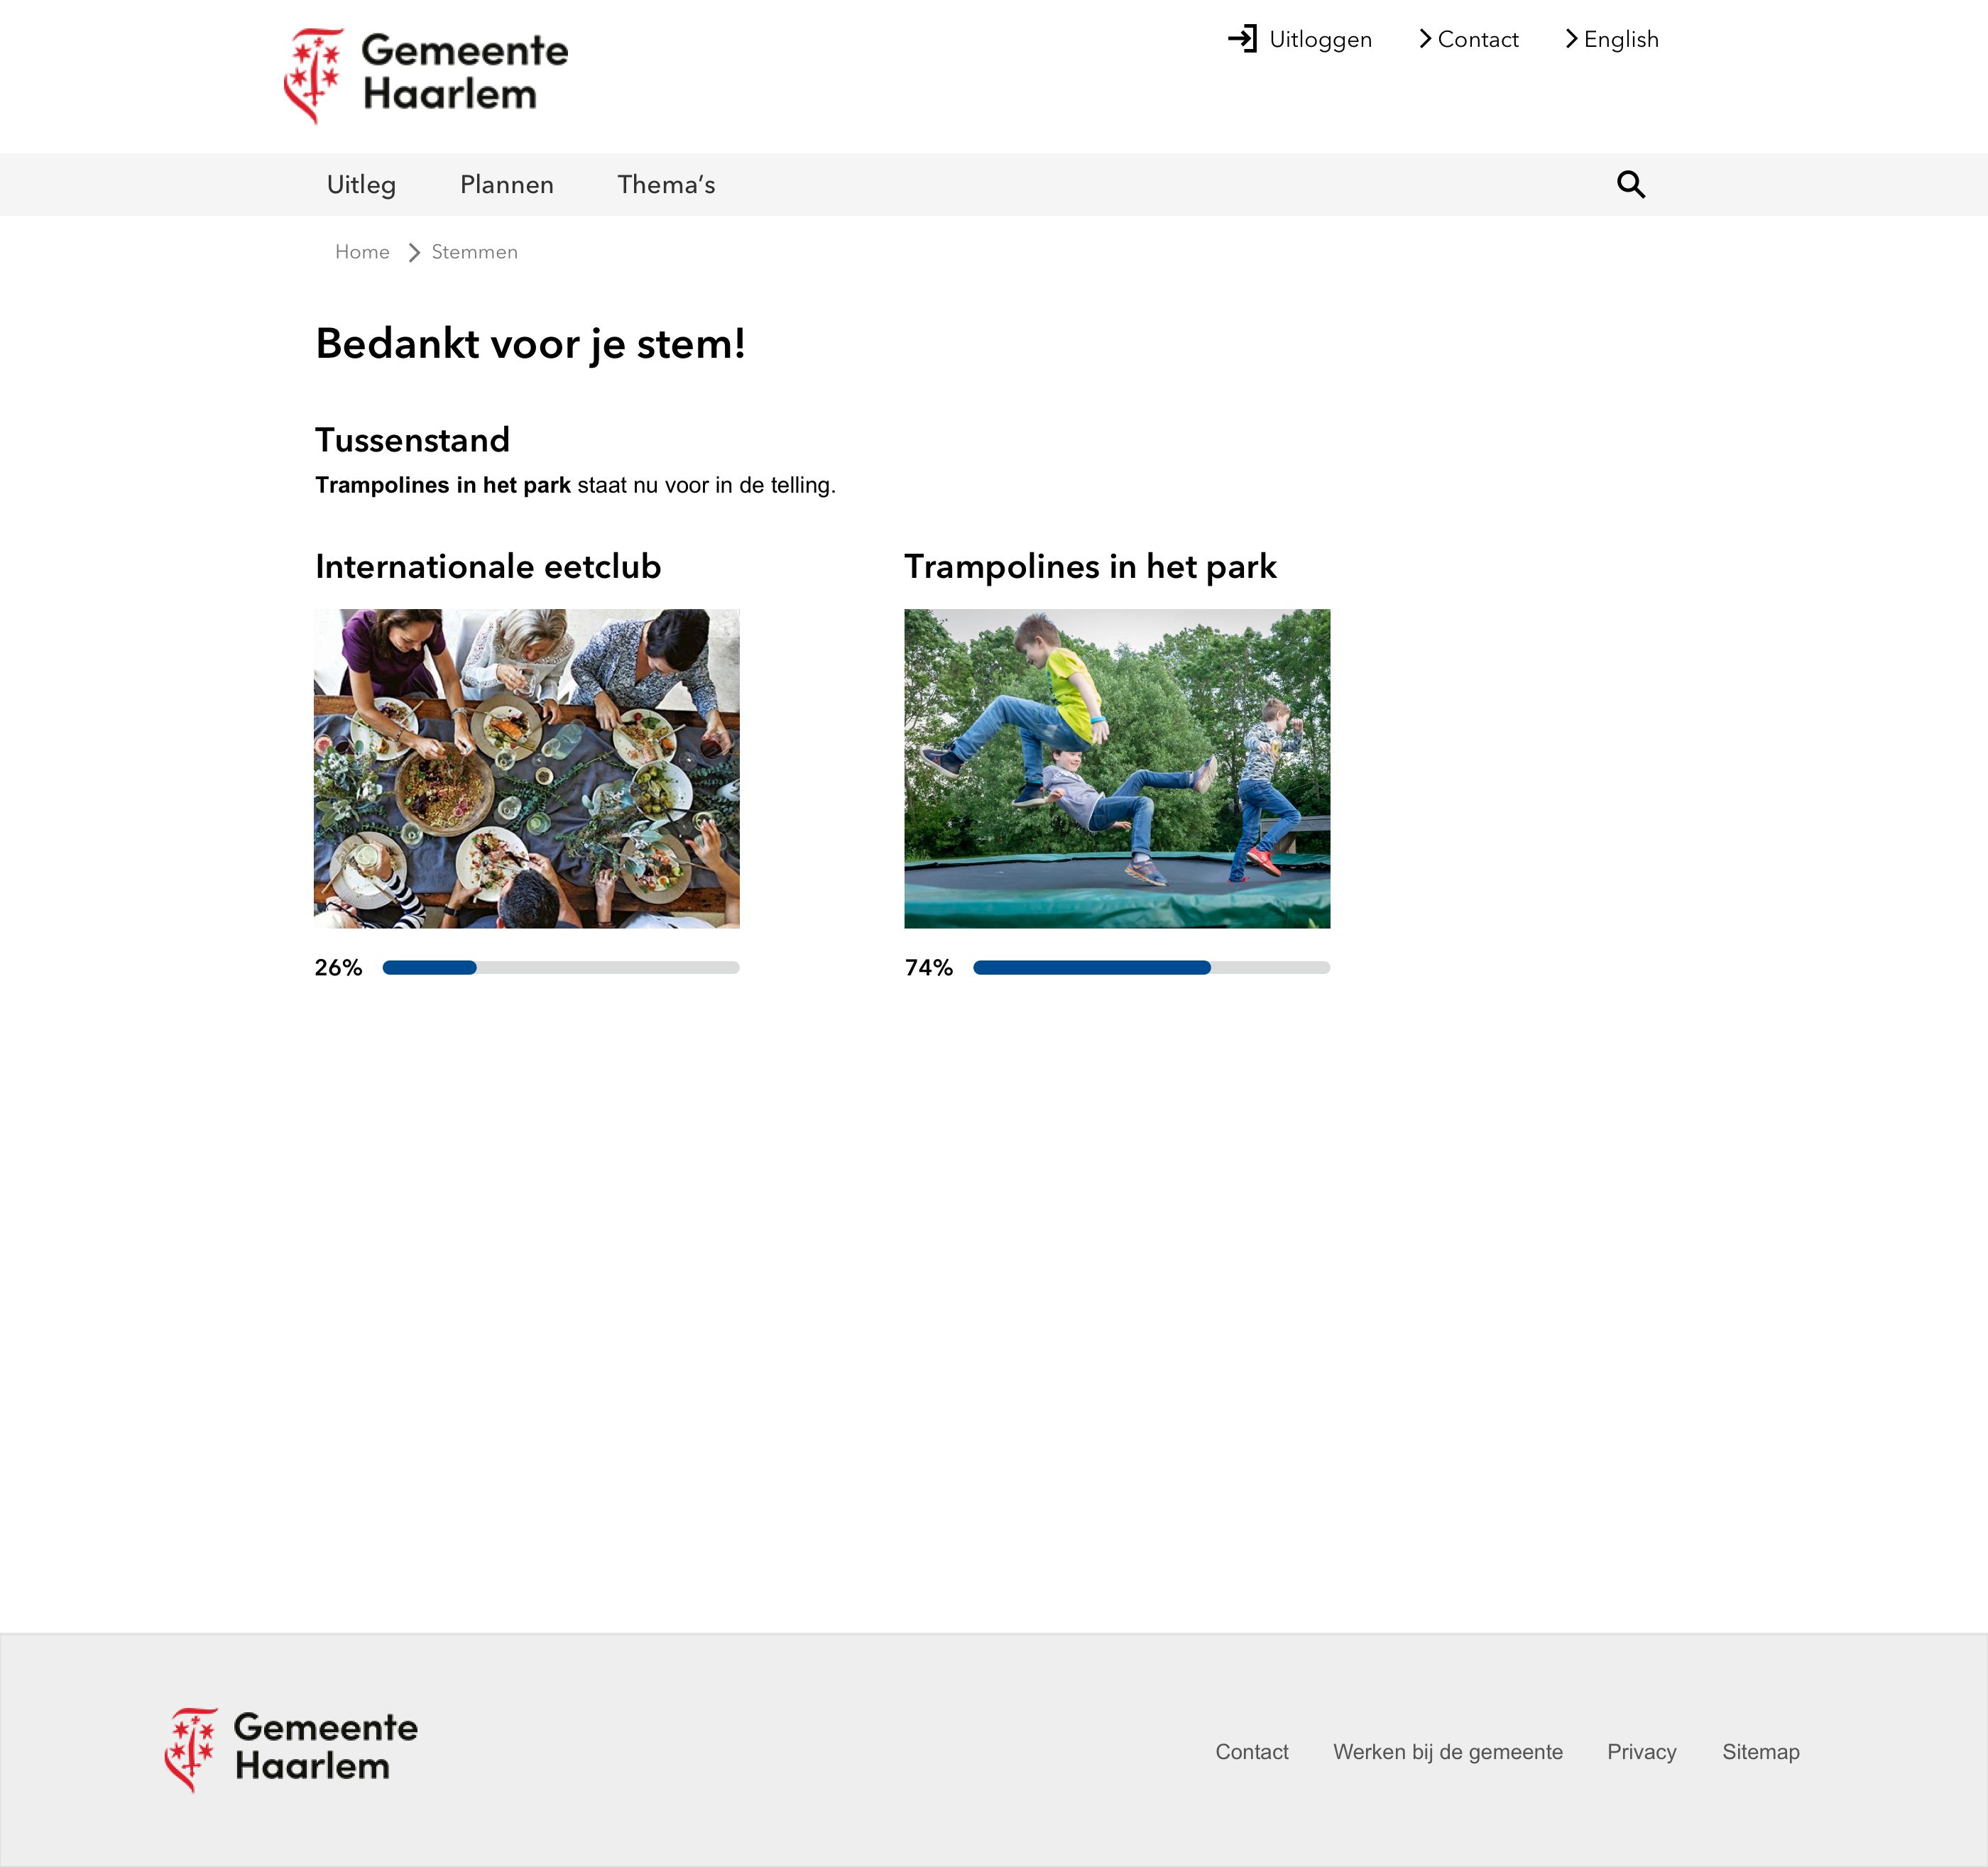 Gemeente
Haarlem
Uitloggen
Contact
English
Uitleg
Plannen
Thema’s
Home
Stemmen
Bedankt voor je stem!
Tussenstand
Trampolines in het park staat nu voor in de telling.
Internationale eetclub
Trampolines in het park
26%
74%
Gemeente
Haarlem
Contact
Werken bij de gemeente
Privacy
Sitemap